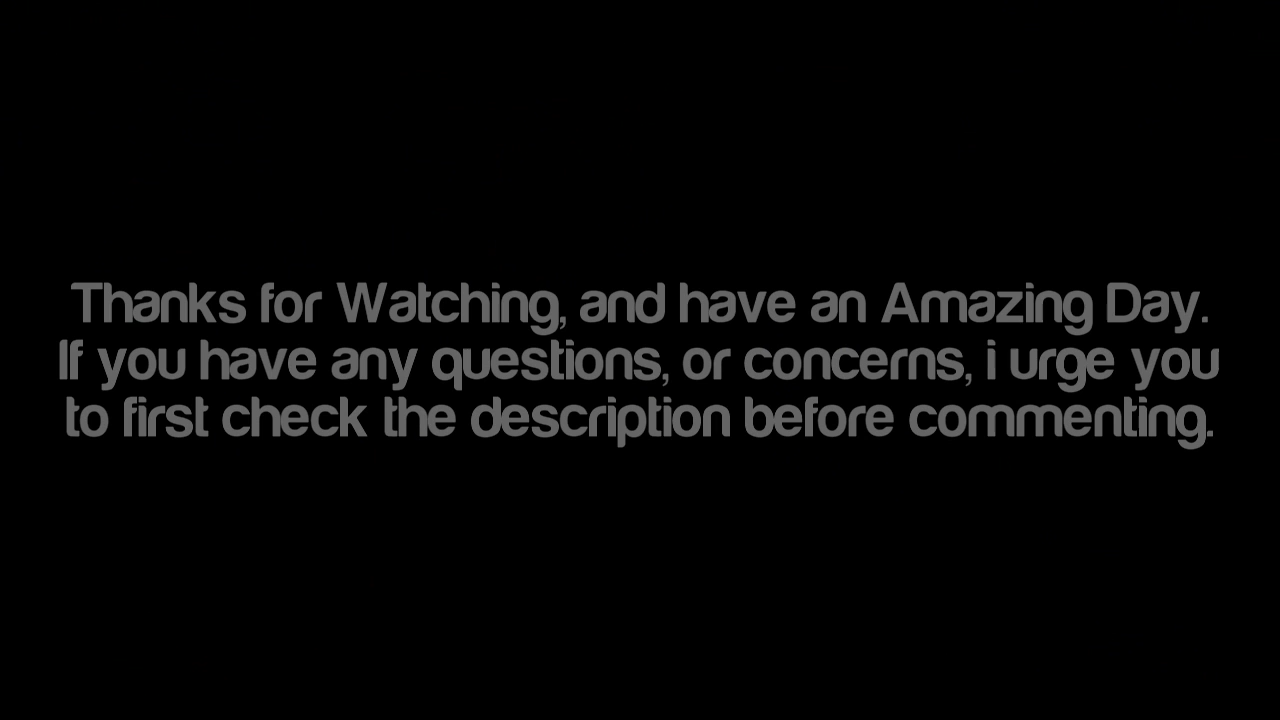 Thanks for Watching, and have an Amazing Day.
If you have any questions, or concerns, i urge you
to first check the description before commenting.